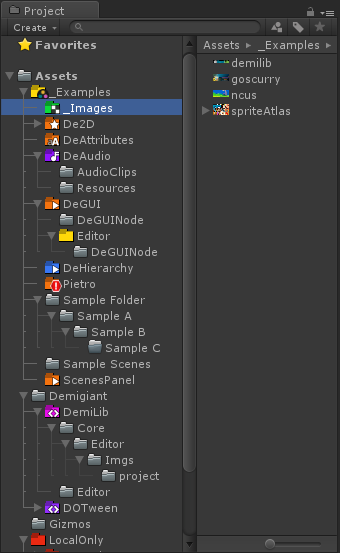 Project
Create
Favorites
Assets
_Examples
_Images
De2D
DeAttributes
DeAudio
AudioClips
Resources
DeGUI
DeGUINode
Editor
DeGUINode
DeHierarchy
Pietro
Sample Folder
Sample A
Sample B
Sample C
Sample Scenes
ScenesPanel
Demigiant
DemiLib
Core
Editor
Imgs
project
Editor
DOTween
Gizmos
LocalOnly
Assets ▸ _Examples ▸
demilib
goscurry
ncus
spriteAtlas